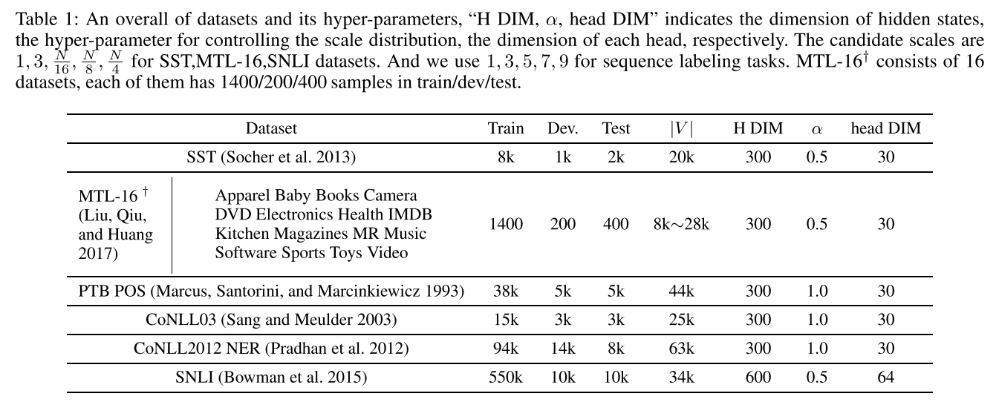 Table 1: An overall of datasets and its hyper-parameters, “H DIM, α, head DIM” indicates the dimension of hidden states,
the hyper-parameter for controlling the scale distribution, the dimension of each head, respectively. The candidate scales are
1, 3, N/16, N/8, N/4 for SST,MTL-16,SNLI datasets. And we use 1, 3, 5, 7, 9 for sequence labeling tasks. MTL-16† consists of 16
datasets, each of them has 1400/200/400 samples in train/dev/test.
Dataset Train Dev. Test |V| H DIM α head DIM
SST (Socher et al. 2013) 8k 1k 2k 20k 300 0.5 30
MTL-16 †
(Liu, Qiu,
and Huang
2017)
Apparel Baby Books Camera
DVD Electronics Health IMDB
Kitchen Magazines MR Music
Software Sports Toys Video
1400 200 400 8k∼28k 300 0.5 30
PTB POS (Marcus, Santorini, and Marcinkiewicz 1993) 38k 5k 5k 44k 300 1.0 30
CoNLL03 (Sang and Meulder 2003) 15k 3k 3k 25k 300 1.0 30
CoNLL2012 NER (Pradhan et al. 2012) 94k 14k 8k 63k 300 1.0 30
SNLI (Bowman et al. 2015) 550k 10k 10k 34k 600 0.5 64